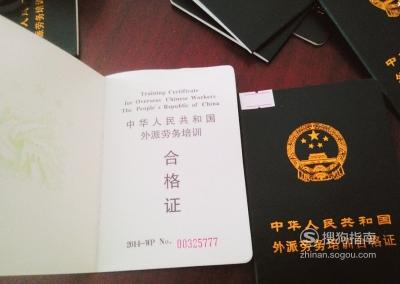 Training Certificate
for Overseas Chinese Workers
The People's Republic of China
中华人民共和国
外派劳务培训
合
格
证
2014-WP No. 00325777
中华人民共和国
外派劳务培训合格证
搜狗指南
zhinan.sogou.com